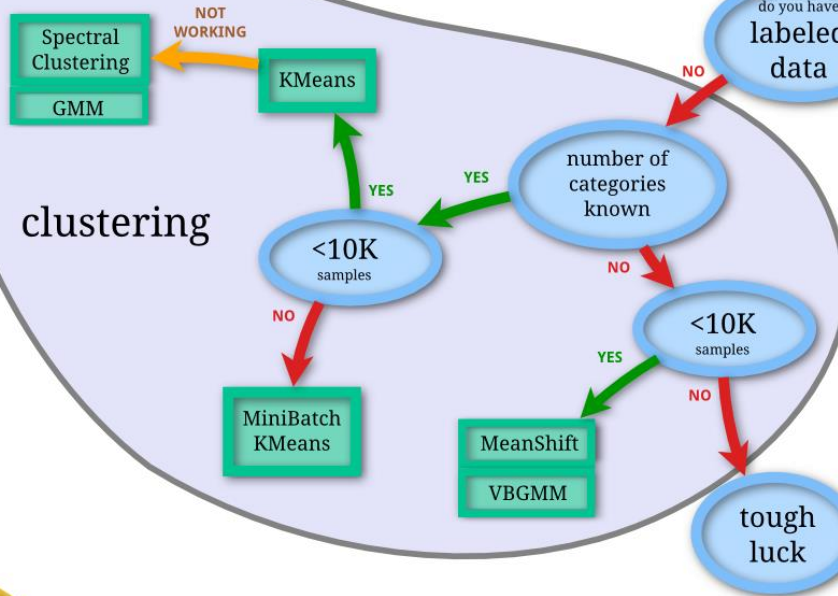 do you have
labeled
data
NO
NOT
WORKING
Spectral
Clustering
GMM
KMeans
number of
categories
known
YES
YES
clustering
<10K
samples
NO
NO
<10K
samples
YES
NO
MiniBatch
KMeans
MeanShift
VBGMM
tough
luck